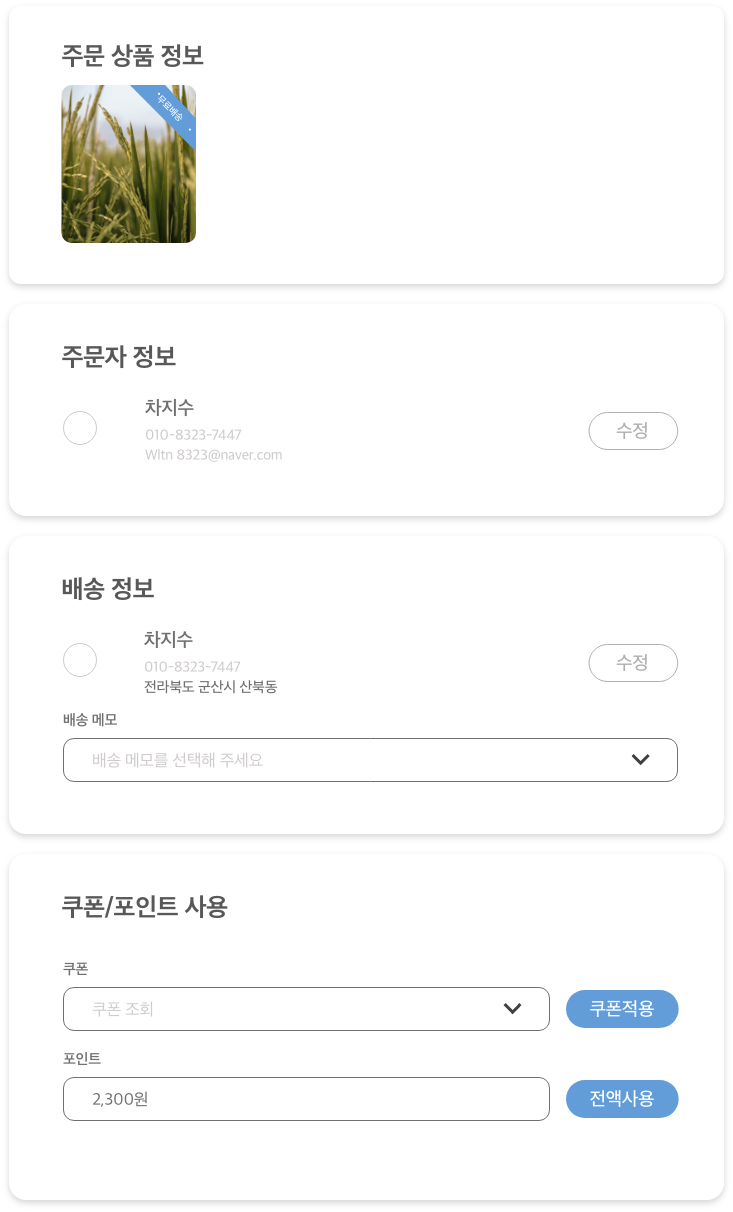 주문 상품 정보
무료배송
주문자 정보
차지수
010-8323-7447
Wltn 8323@naver.com
수정
배송 정보
차지수
010-8323-7447
전라북도 군산시 산북동
수정
배송 메모
배송 메모를 선택해 주세요
쿠폰/포인트 사용
쿠폰
쿠폰 조회
쿠폰적용
포인트
2,300원
전액사용